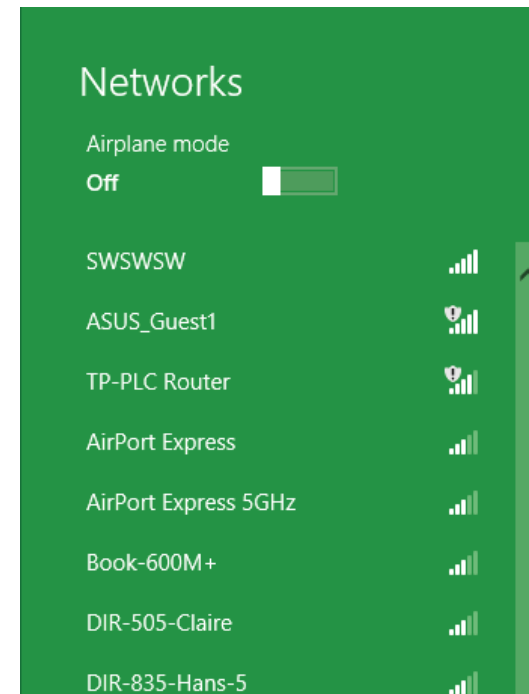 Networks
Airplane mode
Off
SWSWSW
ASUS_Guest1
TP-PLC Router
AirPort Express
AirPort Express 5GHz
Book-600M+
DIR-505-Claire
DIR-835-Hans-5